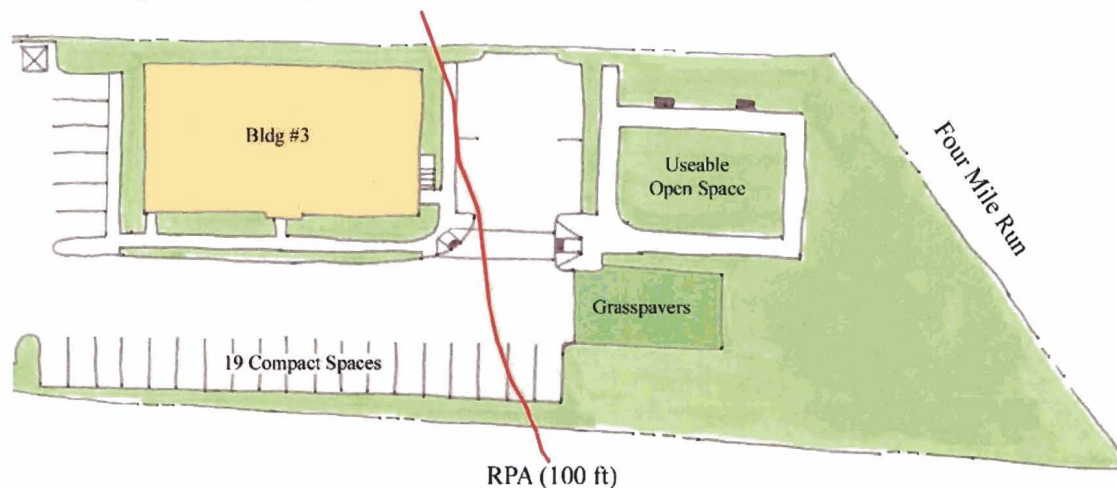 Bldg #3
Useable
Open Space
Four Mile Run
Grasspavers
19 Compact Spaces
RPA (100 ft)